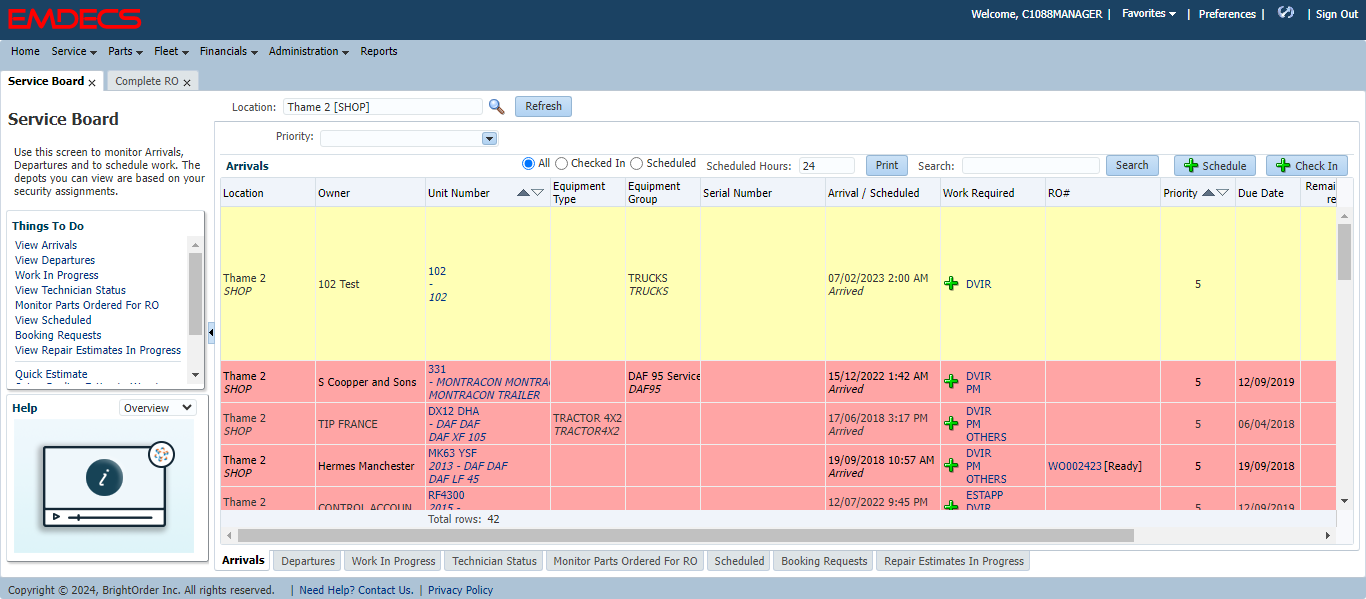 EMDECS
Welcome, C1088MANAGER | Favorites | Preferences | | Sign Out
Home Service Parts Fleet Financials Administration Reports
Service Board x Complete RO x
Service Board
Use this screen to monitor Arrivals,
Departures and to schedule work. The
depots you can view are based on your
security assignments.
Things To Do
View Arrivals
View Departures
Work In Progress
View Technician Status
Monitor Parts Ordered For RO
View Scheduled
Booking Requests
View Repair Estimates In Progress
Quick Estimate
Help Overview
i
Location: Thame 2 [SHOP] Refresh
Priority:
Arrivals All Checked In Scheduled Scheduled Hours: 24 Print Search: Search Schedule Check In
Location Owner Unit Number Equipment Type Equipment Group Serial Number Arrival / Scheduled Work Required RO# Priority Due Date Remai
re
Thame 2 102 Test 102 TRUCKS 07/02/2023 2:00 AM DVIR 5
SHOP - TRUCKS Arrived
102
Thame 2 S Coopper and Sons 331 DAF 95 Service 15/12/2022 1:42 AM DVIR 5 12/09/2019
SHOP - MONTRACON MONTRA DAF95 Arrived PM
MONTRACON TRAILER
Thame 2 TIP FRANCE DX12 DHA TRACTOR 4X2 17/06/2018 3:17 PM DVIR 5 06/04/2018
SHOP - DAF DAF TRACTOR4X2 Arrived PM
DAF XF 105 OTHERS
Thame 2 Hermes Manchester MK63 YSF 19/09/2018 10:57 AM DVIR WO002423 [Ready] 5 19/09/2018
SHOP 2013 - DAF DAF Arrived PM
DAF LF 45 OTHERS
Thame 2 CONTROL ACCOUN RF4300 12/07/2022 9:45 PM ESTAPP 5 12/09/2019
2015 - DVIR
Total rows: 42
Arrivals Departures Work In Progress Technician Status Monitor Parts Ordered For RO Scheduled Booking Requests Repair Estimates In Progress
Copyright © 2024, BrightOrder Inc. All rights reserved. | Need Help? Contact Us. | Privacy Policy